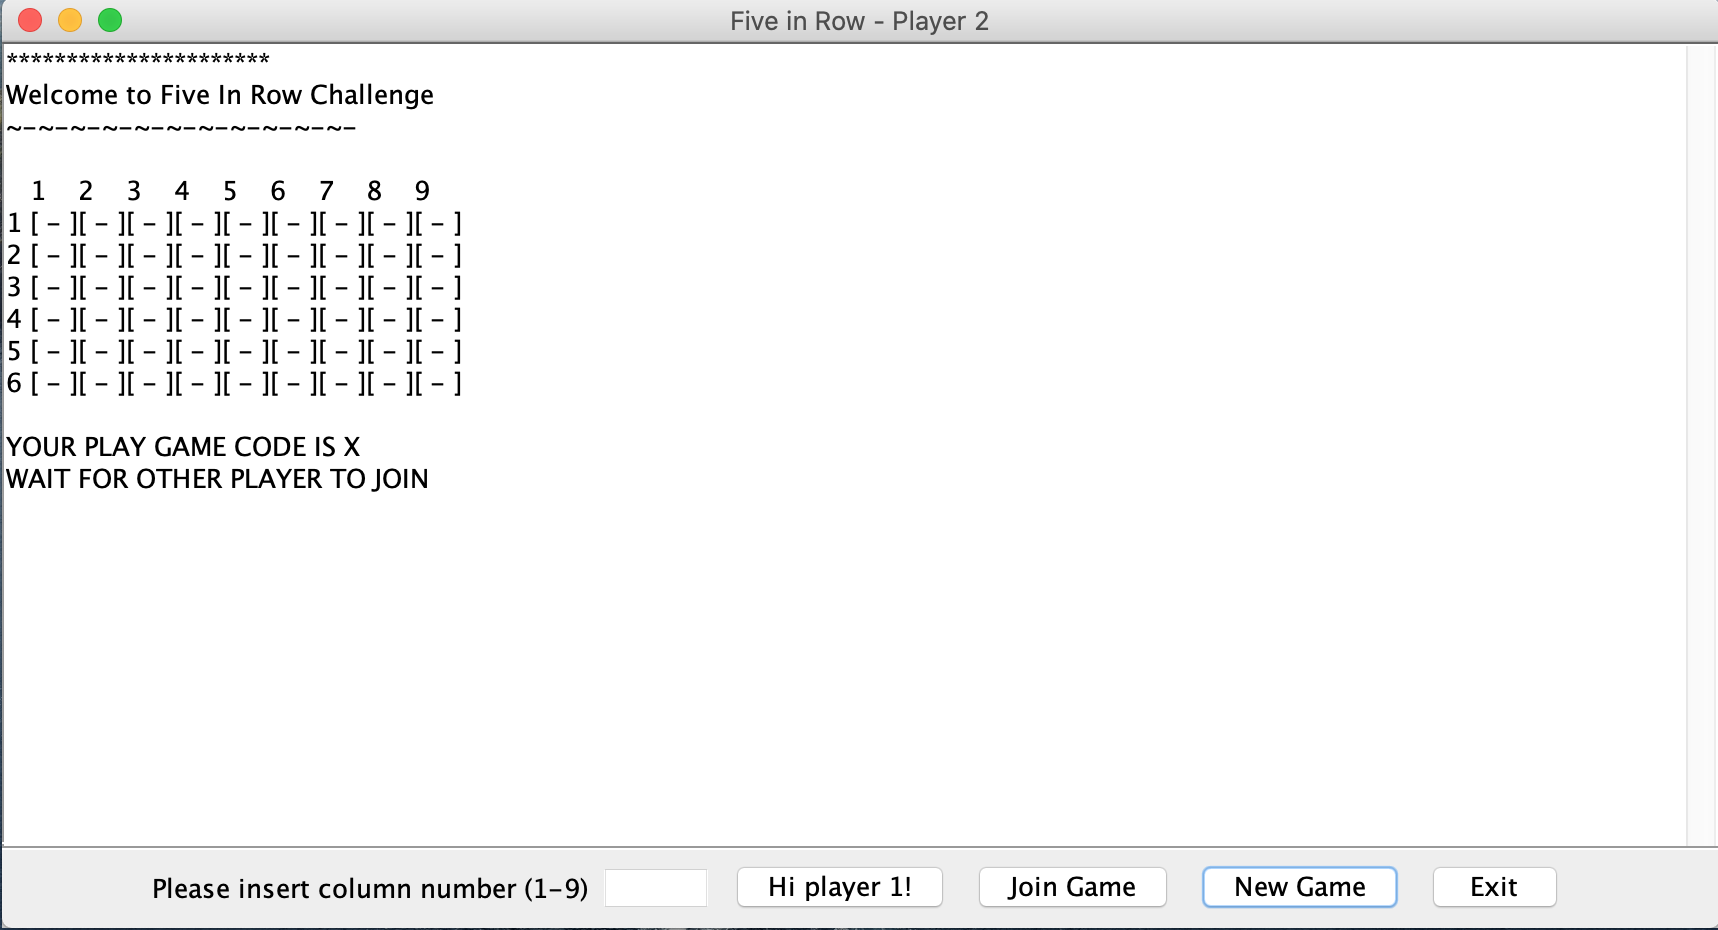 Five in Row - Player 2
**********************
Welcome to Five In Row Challenge
~-~-~-~-~-~-~-~-~-~-~-
1 2 3 4 5 6 7 8 9
1 [ - ][ - ][ - ][ - ][ - ][ - ][ - ][ - ][ - ]
2 [ - ][ - ][ - ][ - ][ - ][ - ][ - ][ - ][ - ]
3 [ - ][ - ][ - ][ - ][ - ][ - ][ - ][ - ][ - ]
4 [ - ][ - ][ - ][ - ][ - ][ - ][ - ][ - ][ - ]
5 [ - ][ - ][ - ][ - ][ - ][ - ][ - ][ - ][ - ]
6 [ - ][ - ][ - ][ - ][ - ][ - ][ - ][ - ][ - ]
YOUR PLAY GAME CODE IS X
WAIT FOR OTHER PLAYER TO JOIN
Please insert column number (1-9) Hi player 1! Join Game New Game Exit